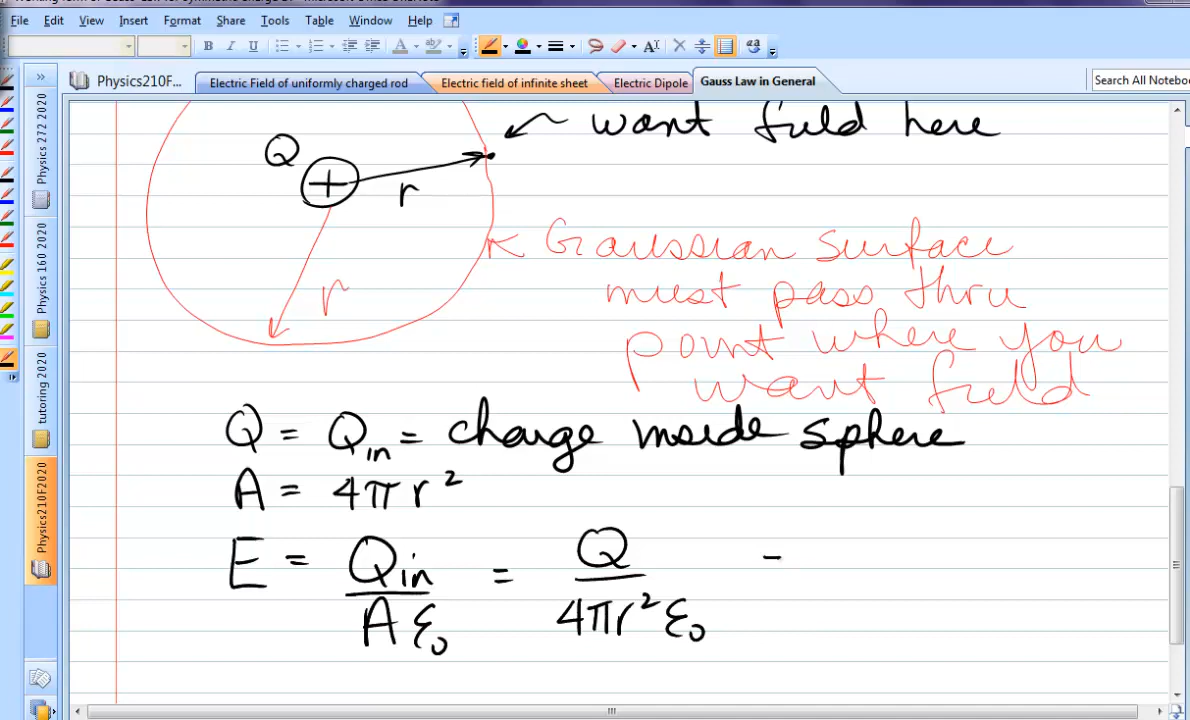 File Edit View Insert Format Share Tools Table Window Help
B I U A ab A
» Physics210F... Electric Field of uniformly charged rod Electric field of infinite sheet Electric Dipole Gauss Law in General Search All Notebo
Physics 272 2020
Physics 160 2020
tutoring 2020
Physics210F2020
← want field here
Q
+
r
r
Gaussian surface
must pass thru
point where you
want field
Q = Qin = charge inside sphere
A = 4πr²
E = Qin / Aε₀ = Q / 4πr²ε₀ =